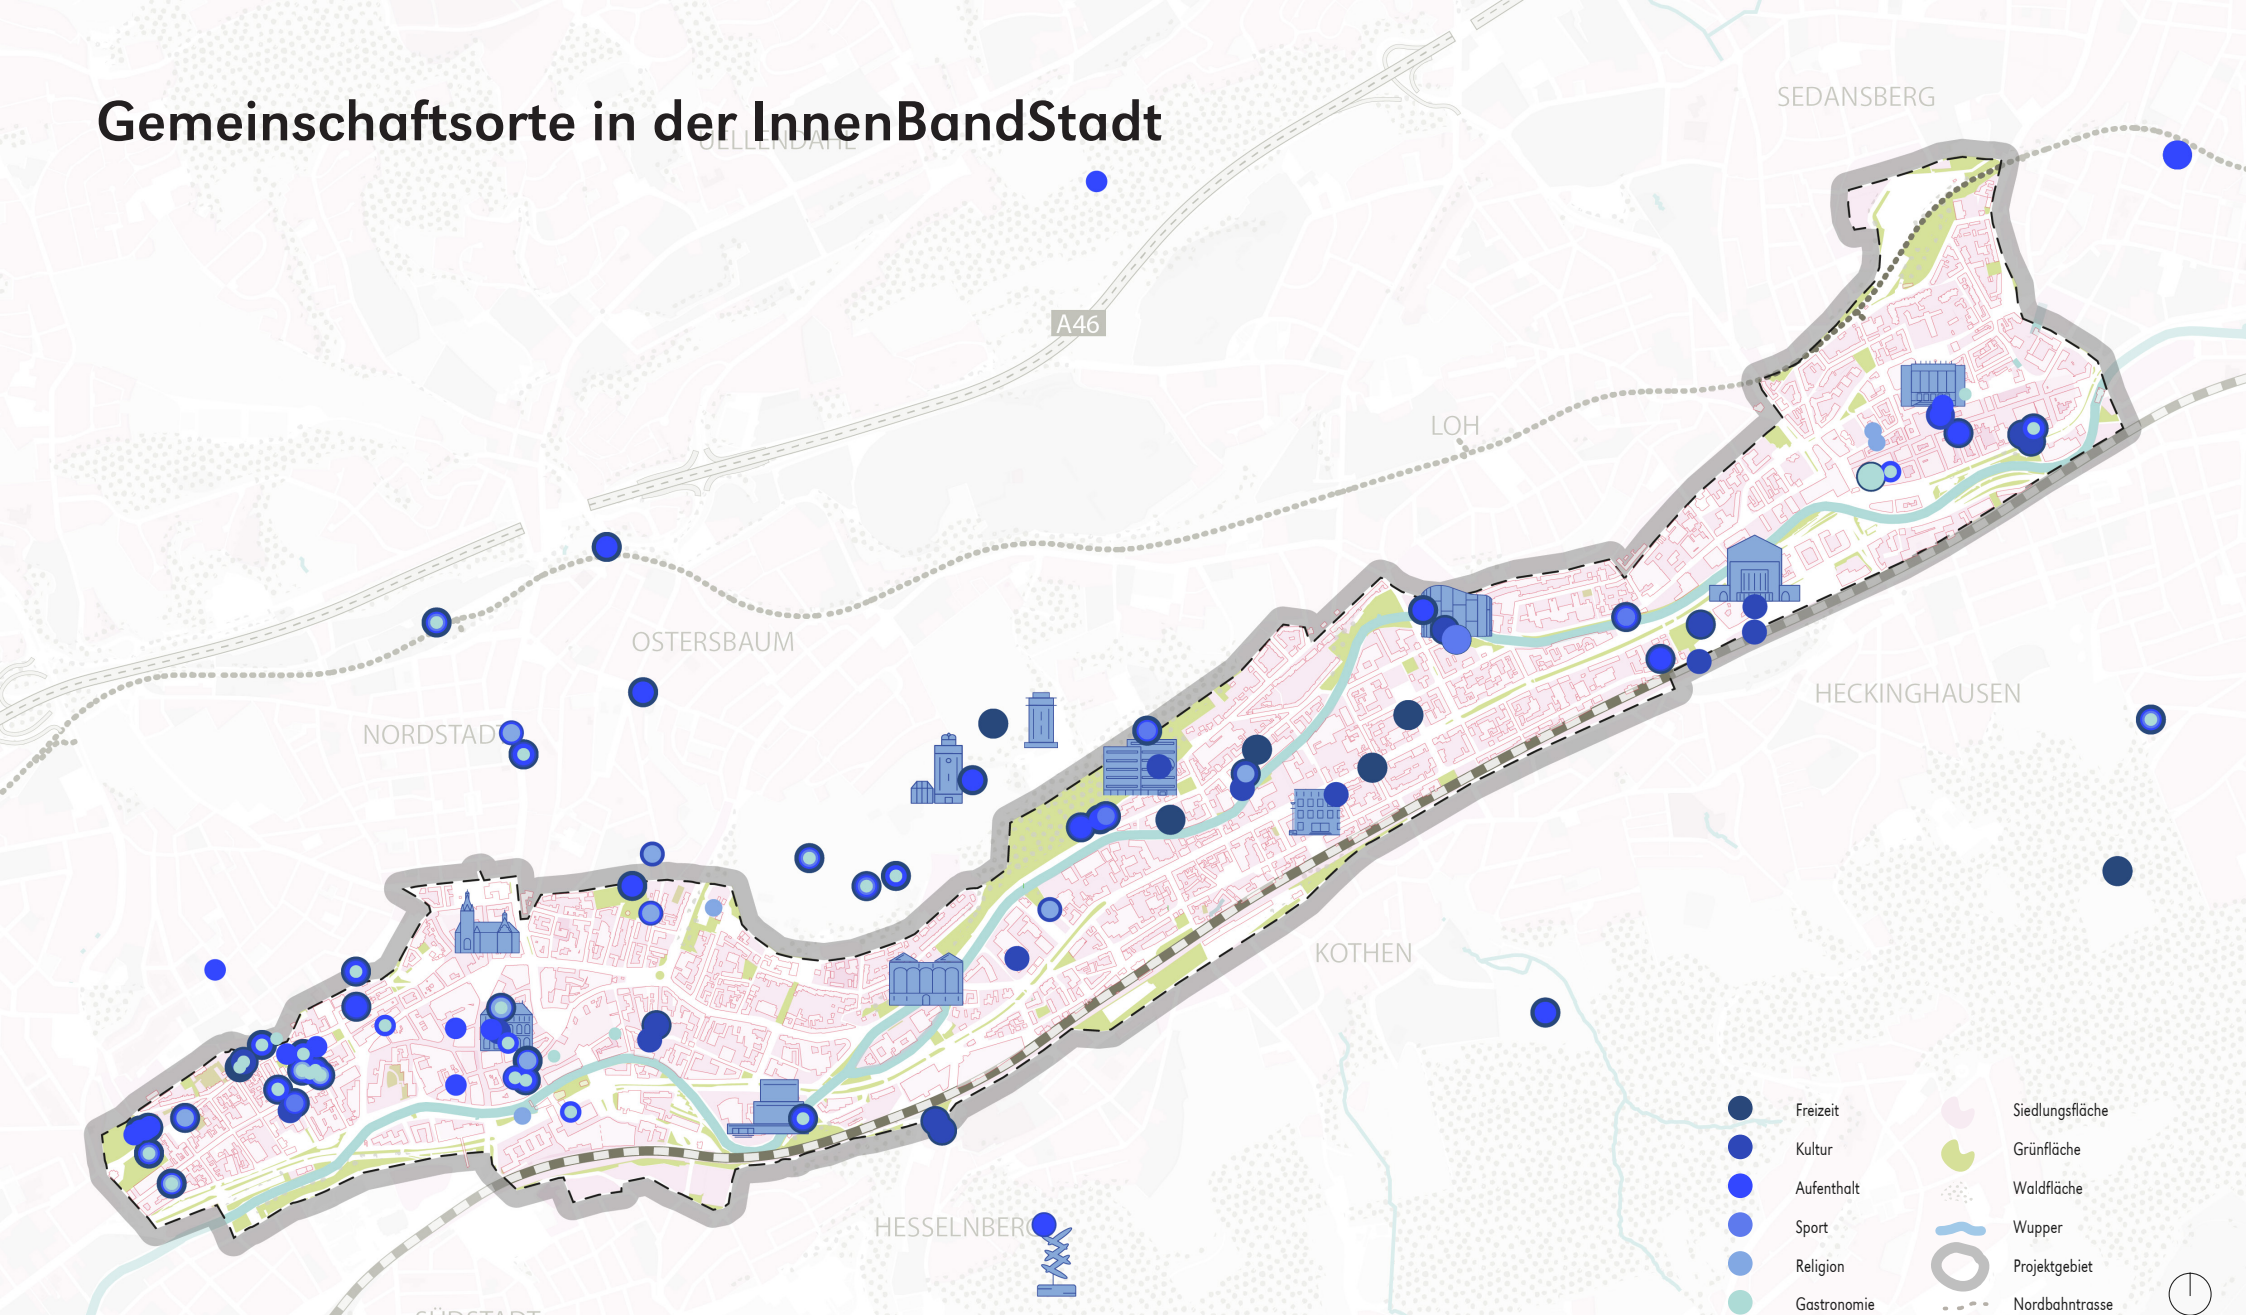 SEDANSBERG
Gemeinschaftsorte in der InnenBandStadt
UELLENDAHL
A46
LOH
OSTERSBAUM
HECKINGHAUSEN
NORDSTADT
KOTHEN
HESSELNBERG
SÜDSTADT
Freizeit
Kultur
Aufenthalt
Sport
Religion
Gastronomie
Siedlungsfläche
Grünfläche
Waldfläche
Wupper
Projektgebiet
Nordbahntrasse